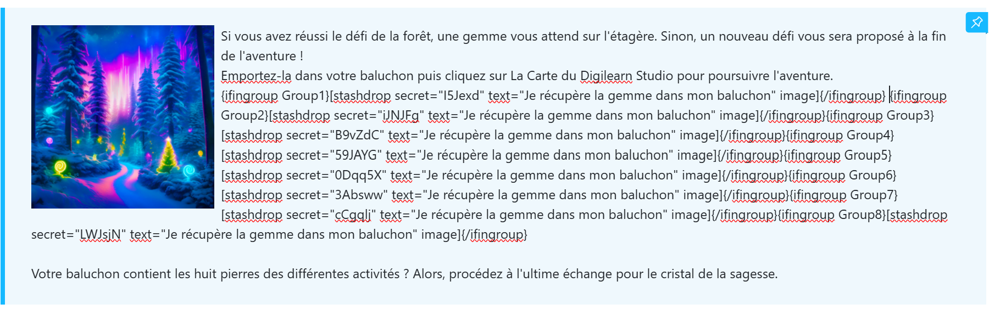 Si vous avez réussi le défi de la forêt, une gemme vous attend sur l'étagère. Sinon, un nouveau défi vous sera proposé à la fin
de l'aventure !
Emportez-la dans votre baluchon puis cliquez sur La Carte du Digilearn Studio pour poursuivre l'aventure.
{ifingroup Group1}[stashdrop secret="I5Jexd" text="Je récupère la gemme dans mon baluchon" image]{/ifingroup} {ifingroup
Group2}[stashdrop secret="iJNJFg" text="Je récupère la gemme dans mon baluchon" image]{/ifingroup}{ifingroup Group3}
[stashdrop secret="B9vZdC" text="Je récupère la gemme dans mon baluchon" image]{/ifingroup}{ifingroup Group4}
[stashdrop secret="59JAYG" text="Je récupère la gemme dans mon baluchon" image]{/ifingroup}{ifingroup Group5}
[stashdrop secret="0Dqq5X" text="Je récupère la gemme dans mon baluchon" image]{/ifingroup}{ifingroup Group6}
[stashdrop secret="3Absww" text="Je récupère la gemme dans mon baluchon" image]{/ifingroup}{ifingroup Group7}
[stashdrop secret="cCgqlj" text="Je récupère la gemme dans mon baluchon" image]{/ifingroup}{ifingroup Group8}[stashdrop
secret="LWJsjN" text="Je récupère la gemme dans mon baluchon" image]{/ifingroup}
Votre baluchon contient les huit pierres des différentes activités ? Alors, procédez à l'ultime échange pour le cristal de la sagesse.